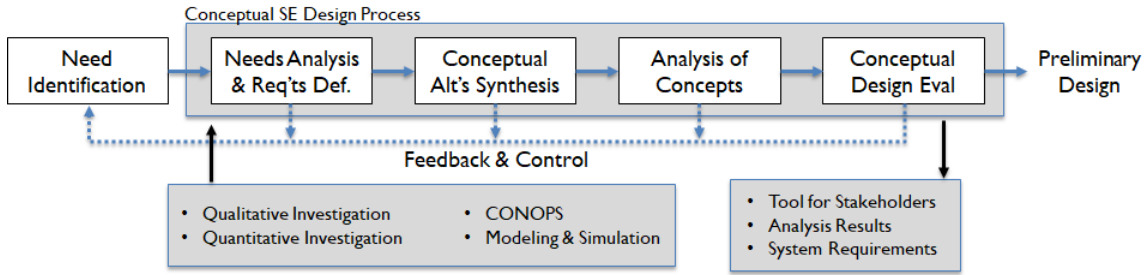 Conceptual SE Design Process
Need
Identification
Needs Analysis
& Req'ts Def.
Conceptual
Alt's Synthesis
Analysis of
Concepts
Conceptual
Design Eval
Preliminary
Design
Feedback & Control
• Qualitative Investigation
• Quantitative Investigation
• CONOPS
• Modeling & Simulation
• Tool for Stakeholders
• Analysis Results
• System Requirements